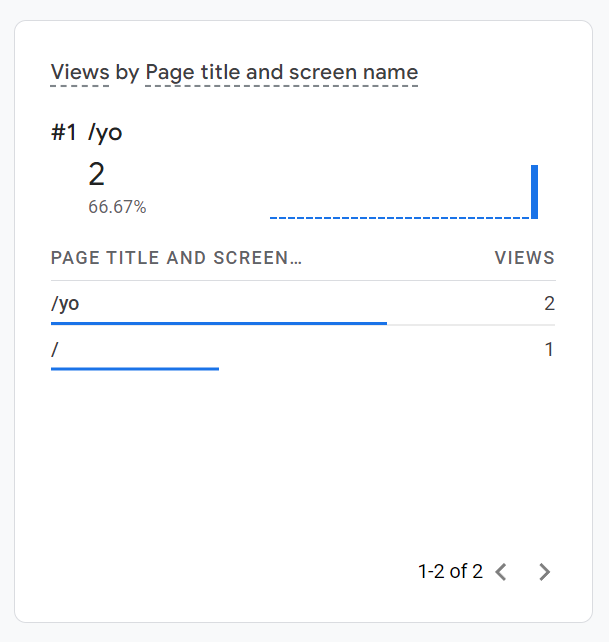 Views by Page title and screen name
#1 /yo
2
66.67%
PAGE TITLE AND SCREEN… VIEWS
/yo 2
/ 1
1-2 of 2